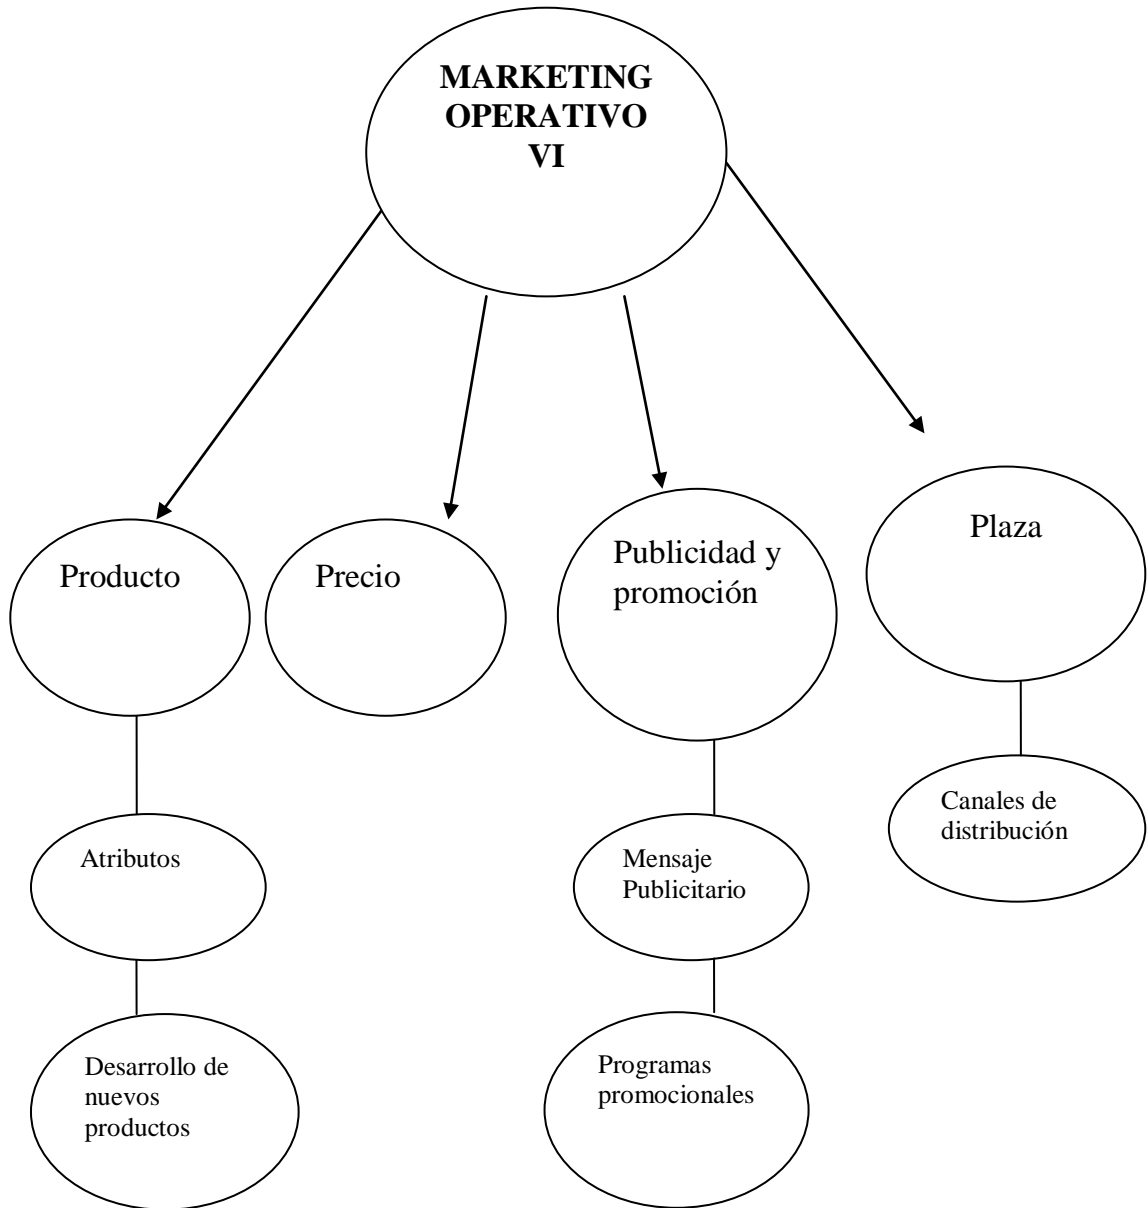 MARKETING
OPERATIVO
VI
Producto
Precio
Publicidad y
promoción
Plaza
Atributos
Mensaje
Publicitario
Canales de
distribución
Desarrollo de
nuevos
productos
Programas
promocionales